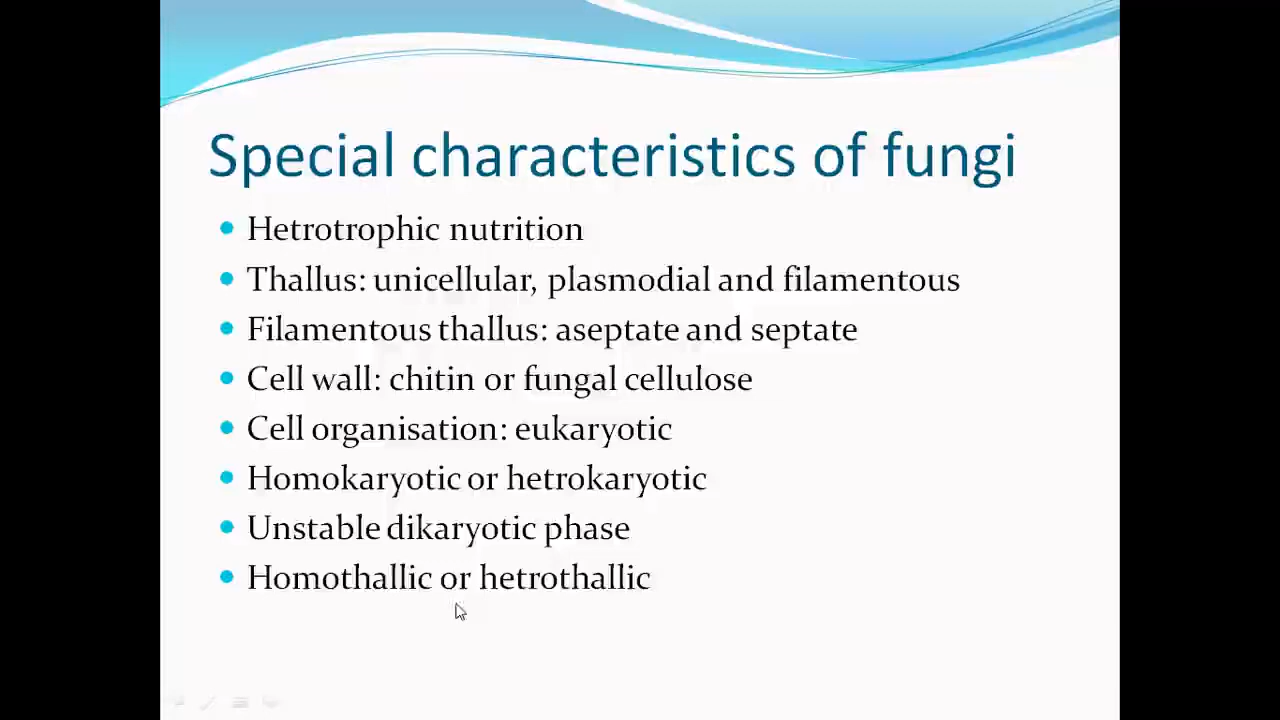 Special characteristics of fungi
Hetrotrophic nutrition
Thallus: unicellular, plasmodial and filamentous
Filamentous thallus: aseptate and septate
Cell wall: chitin or fungal cellulose
Cell organisation: eukaryotic
Homokaryotic or hetrokaryotic
Unstable dikaryotic phase
Homothallic or hetrothallic